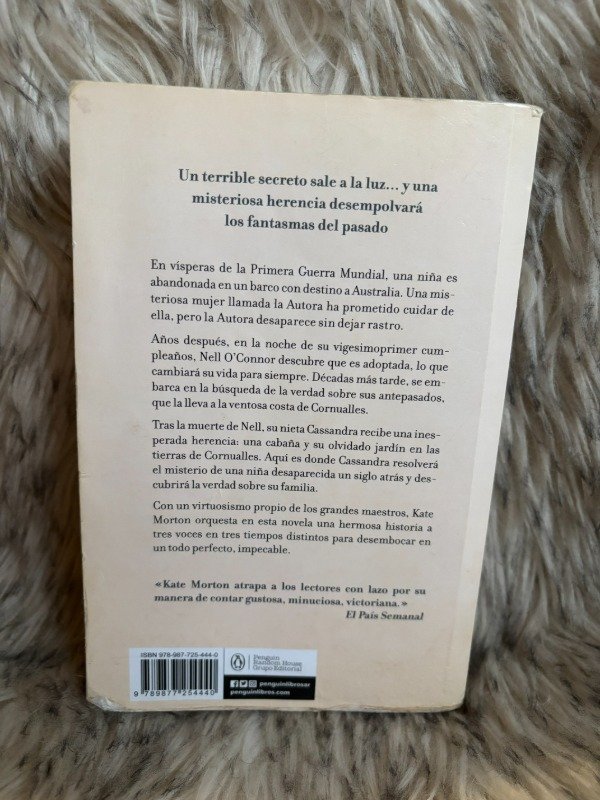 Un terrible secreto sale a la luz... y una
misteriosa herencia desempolvará
los fantasmas del pasado
En vísperas de la Primera Guerra Mundial, una niña es
abandonada en un barco con destino a Australia. Una mis-
teriosa mujer llamada la Autora ha prometido cuidar de
ella, pero la Autora desaparece sin dejar rastro.
Años después, en la noche de su vigesimoprimer cum-
pleaños, Nell O'Connor descubre que es adoptada, lo que
cambiará su vida para siempre. Décadas más tarde, se em-
barca en la búsqueda de la verdad sobre sus antepasados,
que la lleva a la ventosa costa de Cornualles.
Tras la muerte de Nell, su nieta Cassandra recibe una ines-
perada herencia: una cabaña y su olvidado jardín en las
tierras de Cornualles. Aquí es donde Cassandra resolverá
el misterio de una niña desaparecida un siglo atrás y des-
cubrirá la verdad sobre su familia.
Con un virtuosismo propio de los grandes maestros, Kate
Morton orquesta en esta novela una hermosa historia a
tres voces en tres tiempos distintos para desembocar en
un todo perfecto, impecable.
«Kate Morton atrapa a los lectores con lazo por su
manera de contar gustosa, minuciosa, victoriana.»
El País Semanal
ISBN 978-987-725-444-0
9 789877 254440
Penguin
Random House
Grupo Editorial
penguinlibrosar
penguinlibros.com